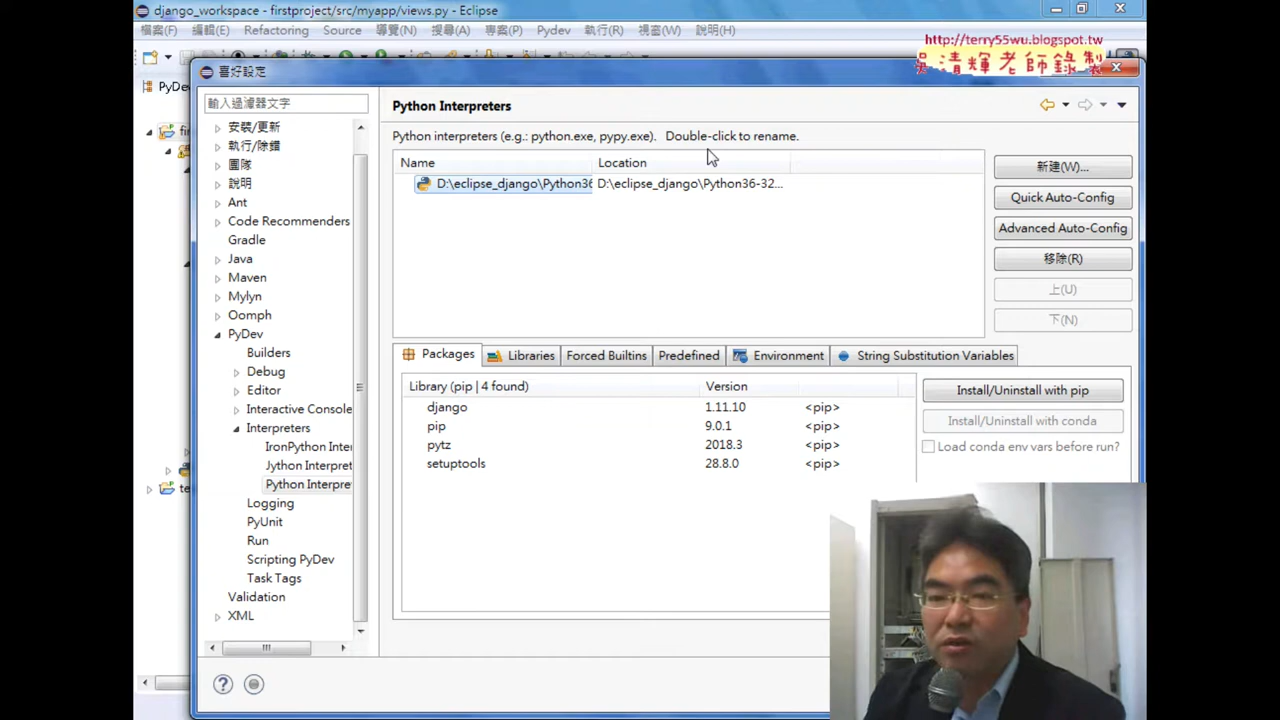 django_workspace - firstproject/src/myapp/views.py - Eclipse
檔案(F) 編輯(E) Refactoring Source 導覽(N) 搜尋(A) 專案(P) Pydev 執行(R) 視窗(W) 說明(H)
http://terry55wu.blogspot.tw
吳清輝老師錄製
PyDe
喜好設定
輸入過濾器文字
安裝/更新
執行/除錯
團隊
說明
Ant
Code Recommenders
Gradle
Java
Maven
Mylyn
Oomph
PyDev
Builders
Debug
Editor
Interactive Console
Interpreters
IronPython Inter
Jython Interpret
Python Interpre
Logging
PyUnit
Run
Scripting PyDev
Task Tags
Validation
XML
Python Interpreters
Python interpreters (e.g.: python.exe, pypy.exe). Double-click to rename.
Name Location
D:\eclipse_django\Python36 D:\eclipse_django\Python36-32...
新建(W)...
Quick Auto-Config
Advanced Auto-Config
移除(R)
上(U)
下(N)
Packages Libraries Forced Builtins Predefined Environment String Substitution Variables
Library (pip | 4 found) Version
django 1.11.10 <pip>
pip 9.0.1 <pip>
pytz 2018.3 <pip>
setuptools 28.8.0 <pip>
Install/Uninstall with pip
Install/Uninstall with conda
Load conda env vars before run?